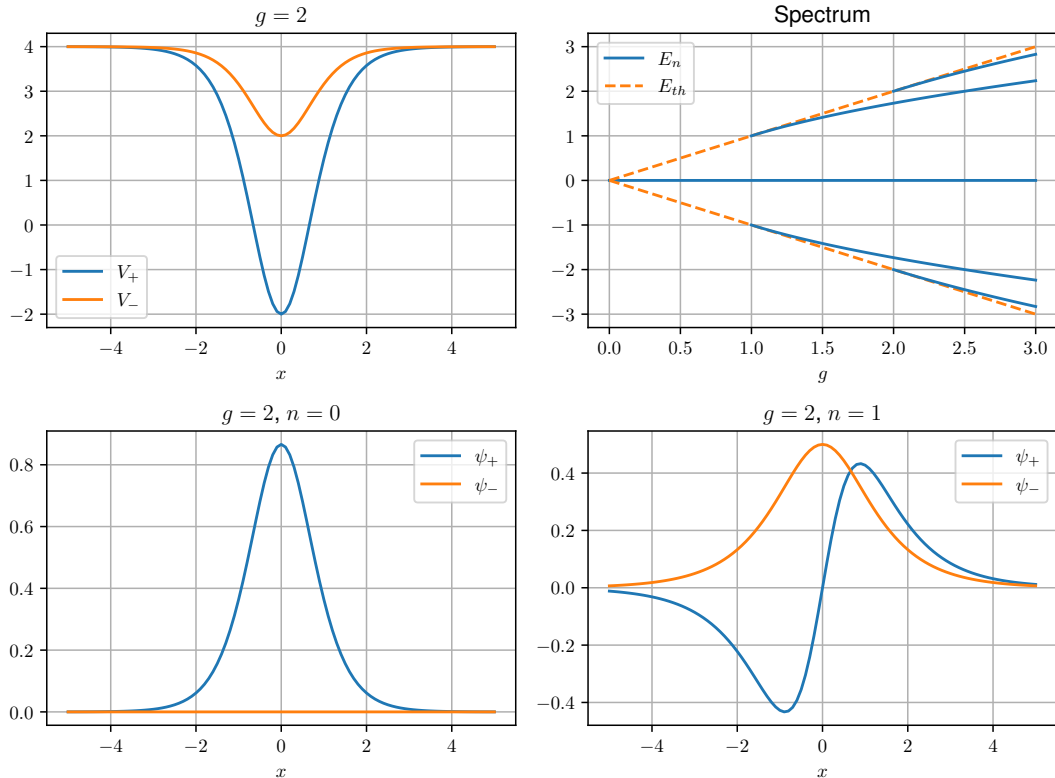 g = 2
4
3
2
1
0
−1
−2
V₊
V₋
−4
−2
0
2
4
x
Spectrum
3
2
1
0
−1
−2
−3
Eₙ
Eₜₕ
0.0
0.5
1.0
1.5
2.0
2.5
3.0
g
g = 2, n = 0
0.8
0.6
0.4
0.2
0.0
ψ₊
ψ₋
−4
−2
0
2
4
x
g = 2, n = 1
0.4
0.2
0.0
−0.2
−0.4
ψ₊
ψ₋
−4
−2
0
2
4
x